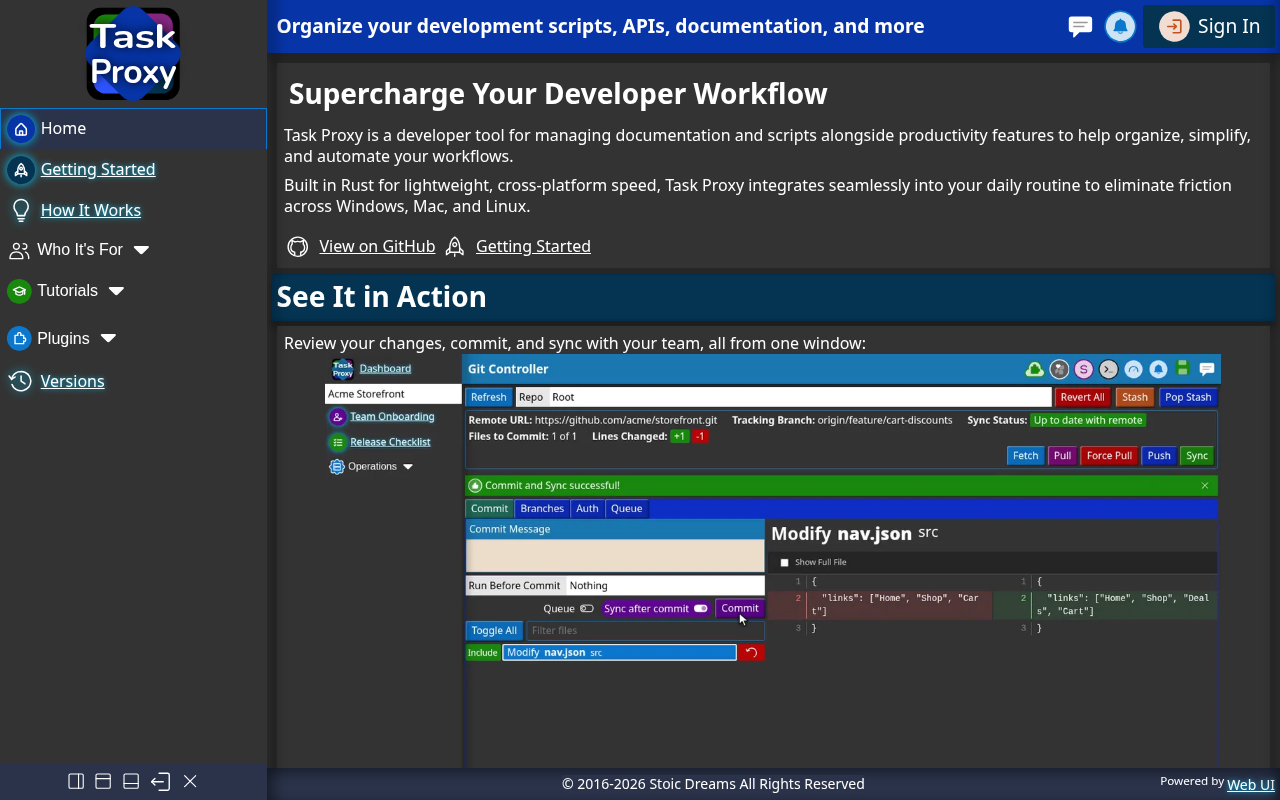 Task
Proxy
Organize your development scripts, APIs, documentation, and more
Sign In
Home
Getting Started
How It Works
Who It's For
Tutorials
Plugins
Versions
Supercharge Your Developer Workflow
Task Proxy is a developer tool for managing documentation and scripts alongside productivity features to help organize, simplify,
and automate your workflows.
Built in Rust for lightweight, cross-platform speed, Task Proxy integrates seamlessly into your daily routine to eliminate friction
across Windows, Mac, and Linux.
View on GitHub Getting Started
See It in Action
Review your changes, commit, and sync with your team, all from one window:
Task
Proxy
Dashboard
Acme Storefront
Team Onboarding
Release Checklist
Operations
Git Controller
S
Refresh Repo Root Revert All Stash Pop Stash
Remote URL: https://github.com/acme/storefront.git Tracking Branch: origin/feature/cart-discounts Sync Status: Up to date with remote
Files to Commit: 1 of 1 Lines Changed: +1 -1
Fetch Pull Force Pull Push Sync
Commit and Sync successful!
Commit Branches Auth Queue
Commit Message
Run Before Commit Nothing
Queue Sync after commit Commit
Toggle All Filter files
Include Modify nav.json src
Modify nav.json src
Show Full File
1 { 1 {
2 "links": ["Home", "Shop", "Car 2 "links": ["Home", "Shop", "Deal
t"] s", "Cart"]
3 } 3 }
© 2016-2026 Stoic Dreams All Rights Reserved
Powered by Web UI